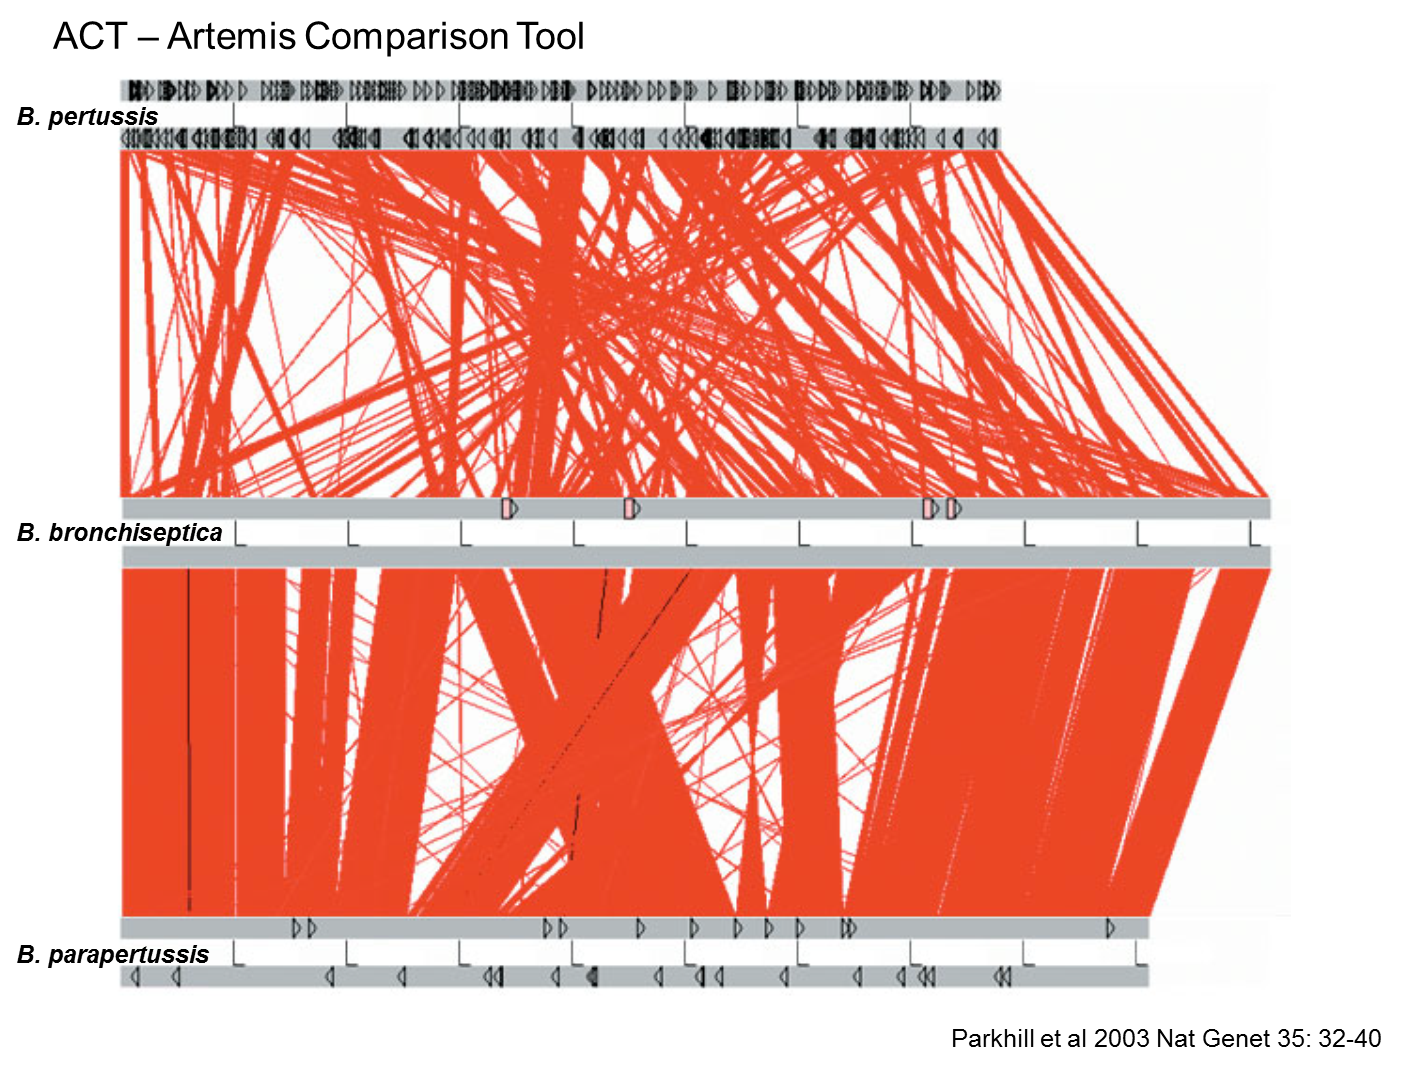 ACT – Artemis Comparison Tool
B. pertussis
B. bronchiseptica
B. parapertussis
Parkhill et al 2003 Nat Genet 35: 32-40